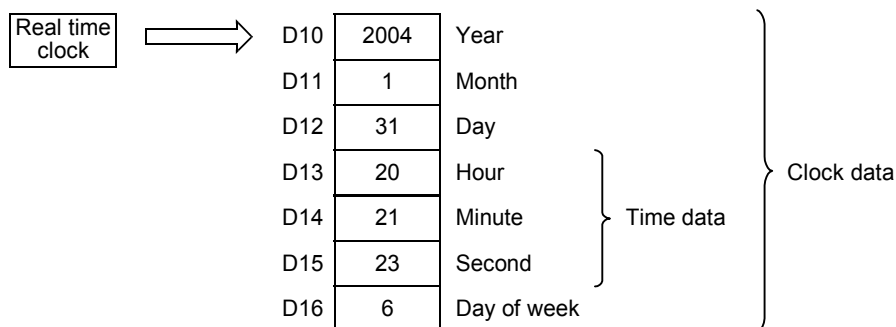 Real time
clock
D10 2004 Year
D11 1 Month
D12 31 Day
D13 20 Hour
D14 21 Minute
D15 23 Second
D16 6 Day of week
Time data
Clock data